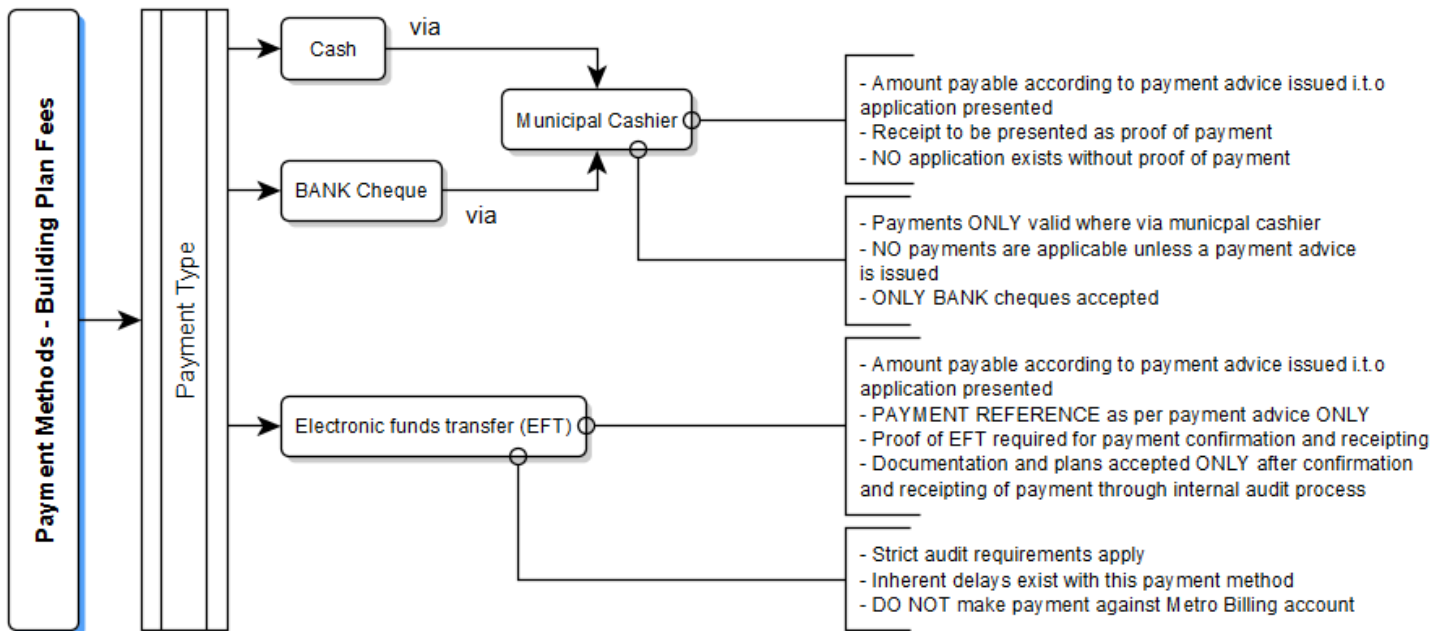 Payment Methods - Building Plan Fees
Payment Type
Cash
via
Municipal Cashier
BANK Cheque
via
- Amount payable according to payment advice issued i.t.o
application presented
- Receipt to be presented as proof of payment
- NO application exists without proof of payment
- Payments ONLY valid where via municpal cashier
- NO payments are applicable unless a payment advice
is issued
- ONLY BANK cheques accepted
Electronic funds transfer (EFT)
- Amount payable according to payment advice issued i.t.o
application presented
- PAYMENT REFERENCE as per payment advice ONLY
- Proof of EFT required for payment confirmation and receipting
- Documentation and plans accepted ONLY after confirmation
and receipting of payment through internal audit process
- Strict audit requirements apply
- Inherent delays exist with this payment method
- DO NOT make payment against Metro Billing account